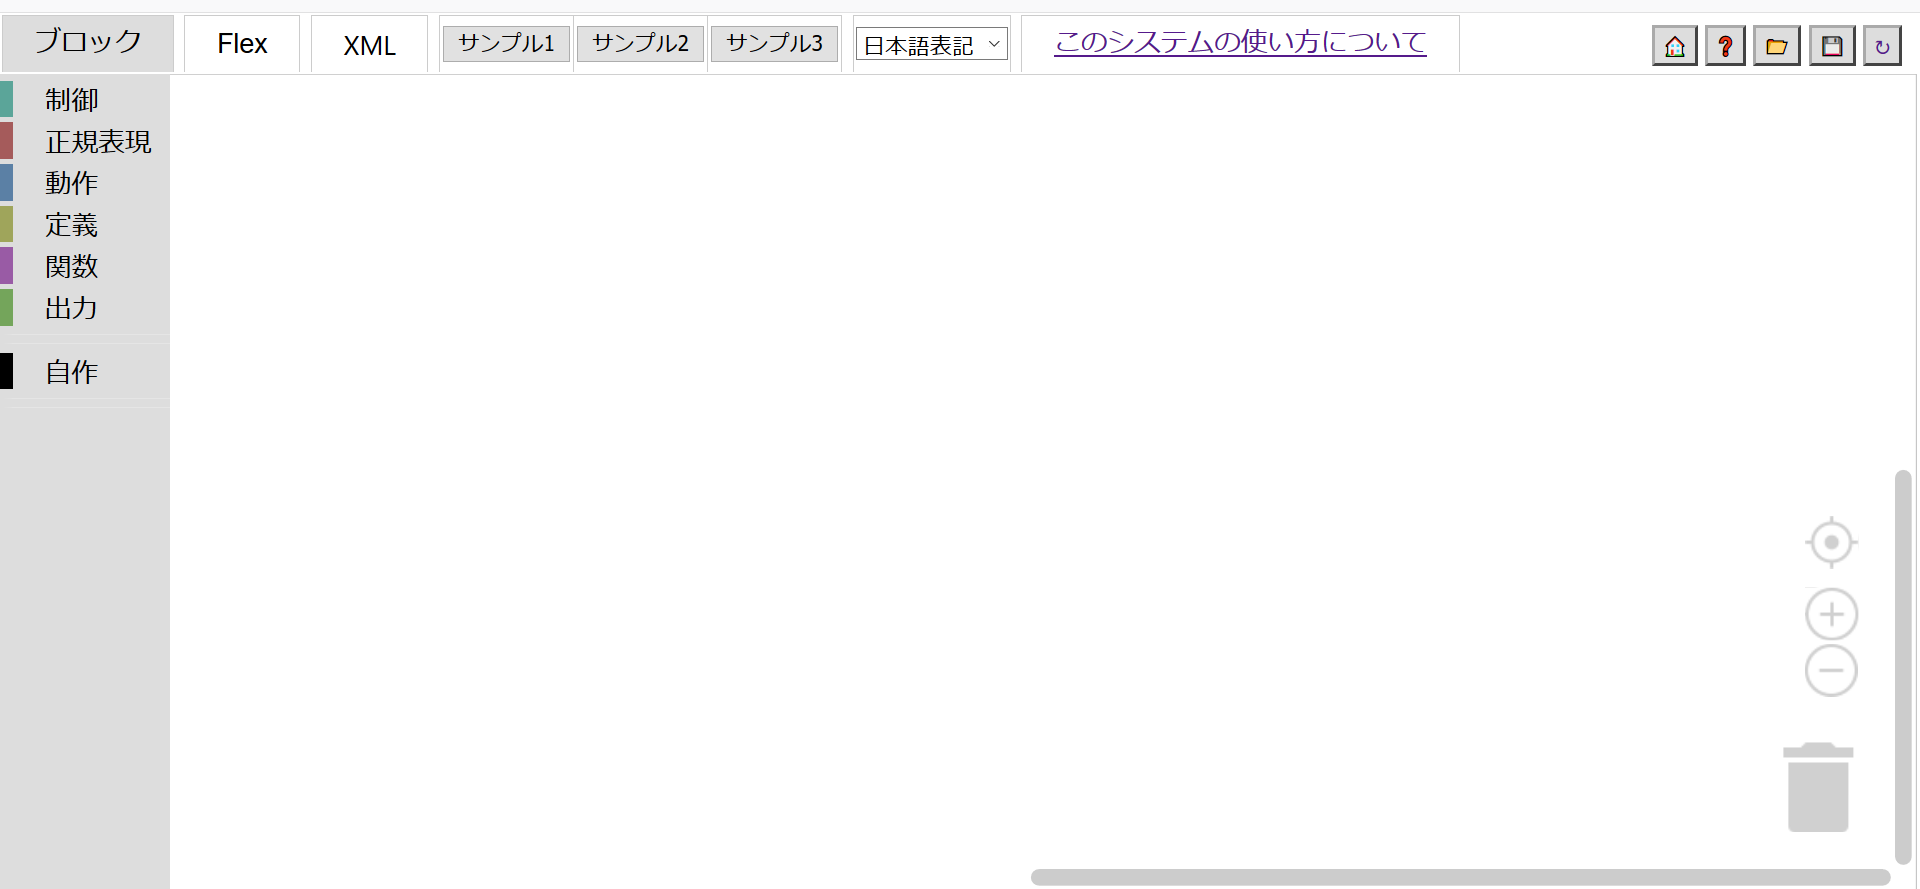 ブロック Flex XML サンプル1 サンプル2 サンプル3 日本語表記 このシステムの使い方について
制御
正規表現
動作
定義
関数
出力
自作